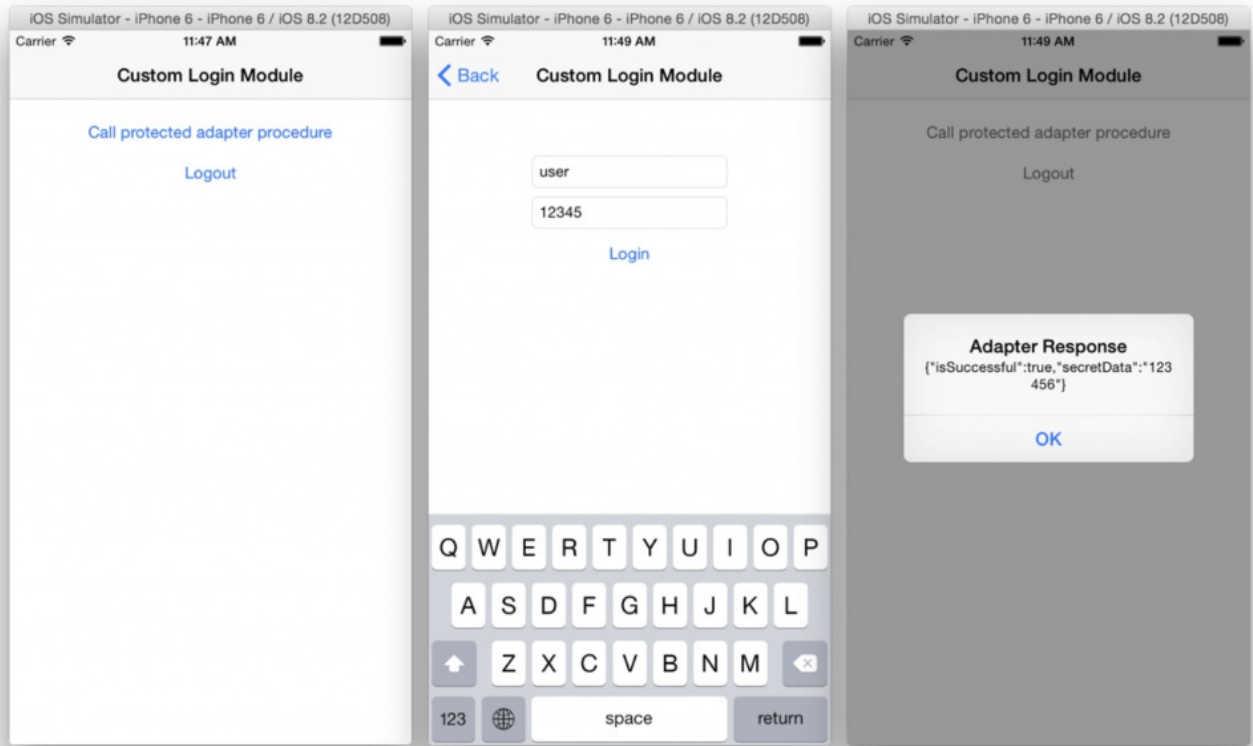 iOS Simulator - iPhone 6 - iPhone 6 / iOS 8.2 (12D508)
Carrier
11:47 AM
Custom Login Module
Call protected adapter procedure
Logout
iOS Simulator - iPhone 6 - iPhone 6 / iOS 8.2 (12D508)
Carrier
11:49 AM
Back
Custom Login Module
user
12345
Login
Q W E R T Y U I O P
A S D F G H J K L
Z X C V B N M
123 space return
iOS Simulator - iPhone 6 - iPhone 6 / iOS 8.2 (12D508)
Carrier
11:49 AM
Custom Login Module
Call protected adapter procedure
Logout
Adapter Response
{"isSuccessful":true,"secretData":"123
456"}
OK